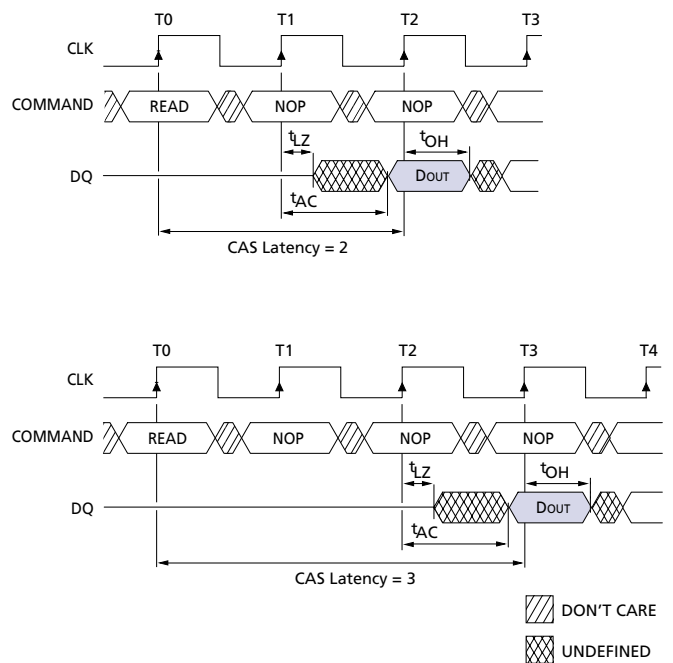 T0 T1 T2 T3
CLK
COMMAND READ NOP NOP
tLZ tOH
DQ DOUT
tAC
CAS Latency = 2
T0 T1 T2 T3 T4
CLK
COMMAND READ NOP NOP NOP
tLZ tOH
DQ DOUT
tAC
CAS Latency = 3
DON'T CARE
UNDEFINED